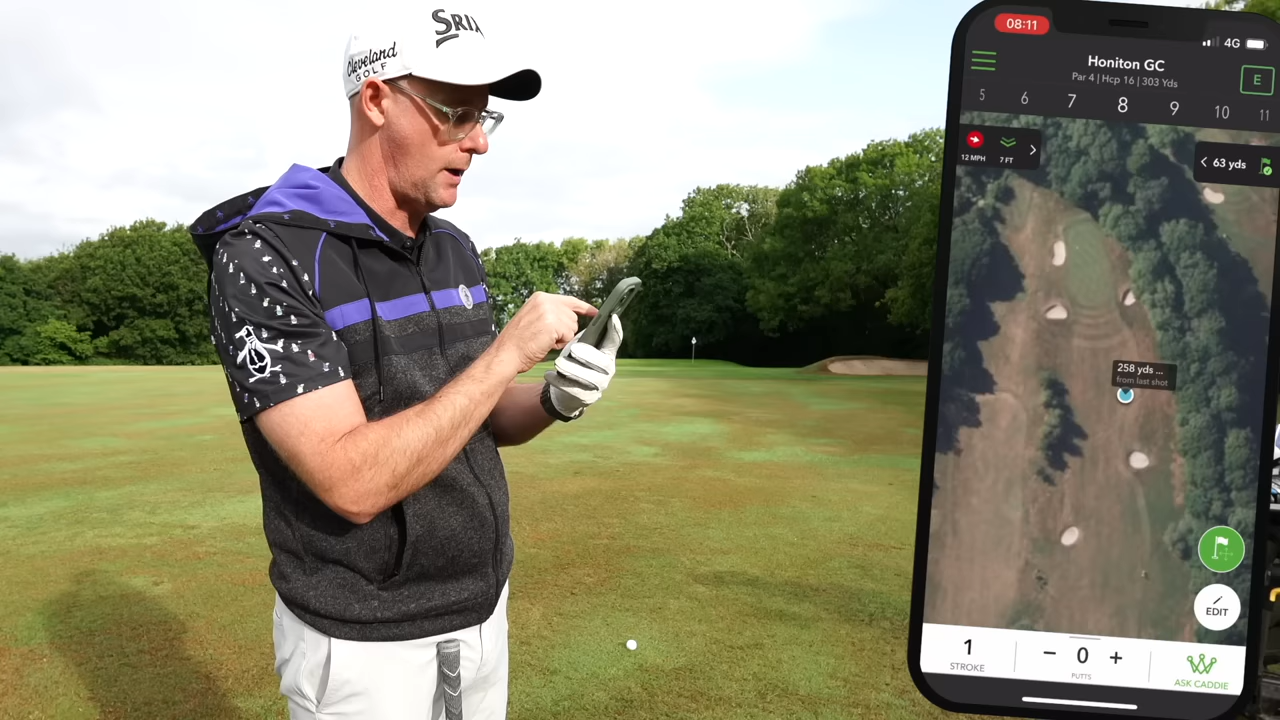 SRIX
Cleveland
GOLF
08:11
4G
Honiton GC
E
Par 4 | Hcp 16 | 303 Yds
5 6 7 8 9 10 11
12 MPH
7 FT
63 yds
258 yds ...
from last shot
EDIT
1
STROKE
0
PUTTS
ASK CADDIE